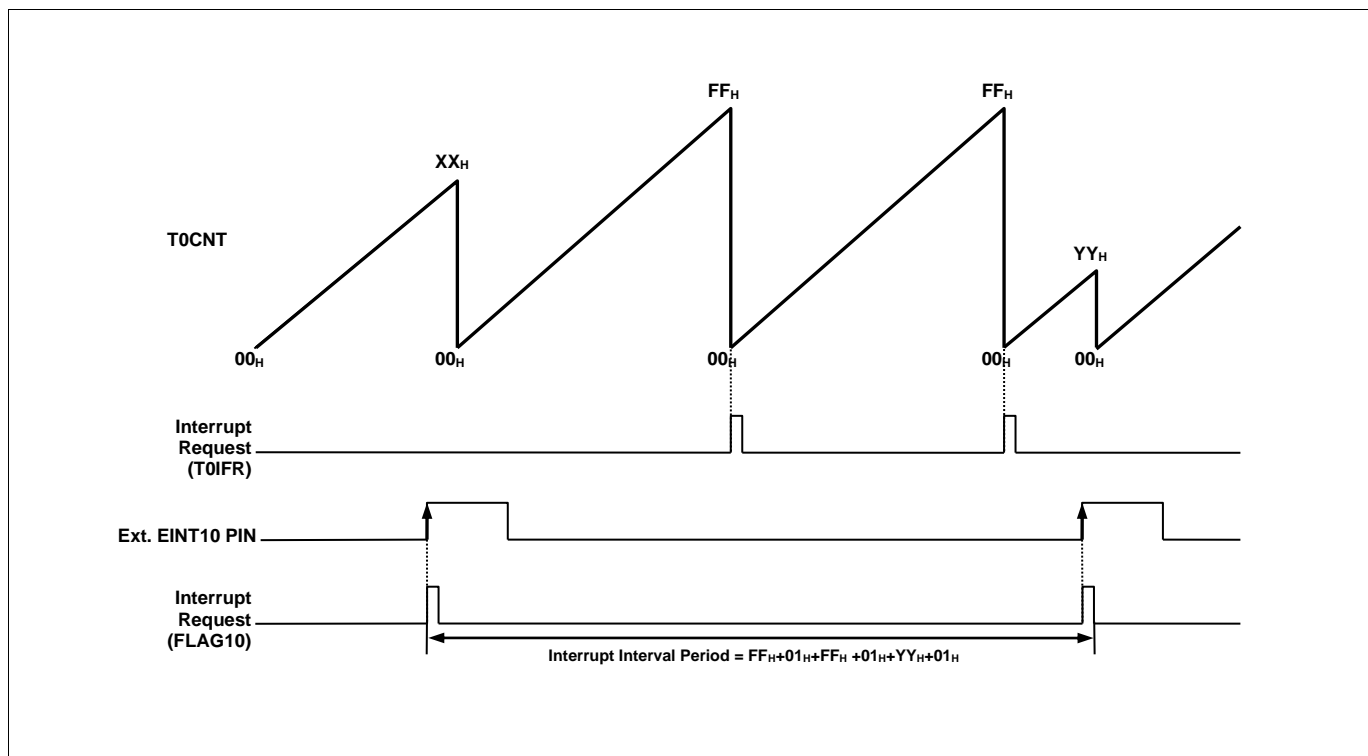 FFH FFH
XXH
T0CNT
YYH
00H 00H 00H 00H 00H
Interrupt
Request
(T0IFR)
Ext. EINT10 PIN
Interrupt
Request
(FLAG10)
Interrupt Interval Period = FFH+01H+FFH +01H+YYH+01H